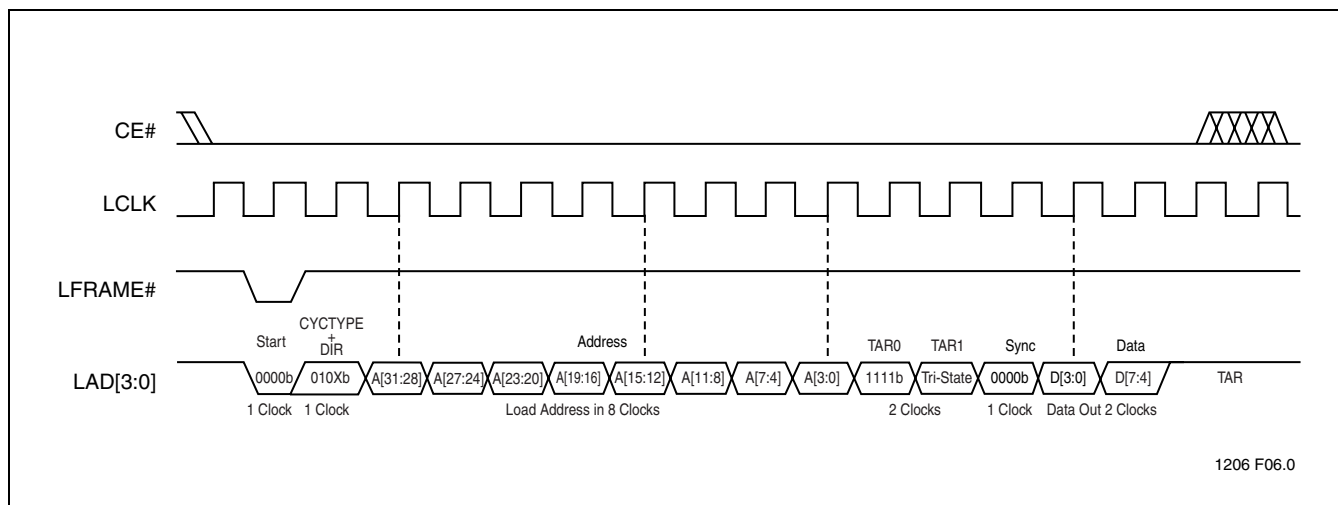 CE#
LCLK
LFRAME#
CYCTYPE
+
DIR
Start
Address
TAR0
TAR1
Sync
Data
LAD[3:0]
0000b
010Xb
A[31:28]
A[27:24]
A[23:20]
A[19:16]
A[15:12]
A[11:8]
A[7:4]
A[3:0]
1111b
Tri-State
0000b
D[3:0]
D[7:4]
TAR
1 Clock
1 Clock
Load Address in 8 Clocks
2 Clocks
1 Clock
Data Out 2 Clocks
1206 F06.0